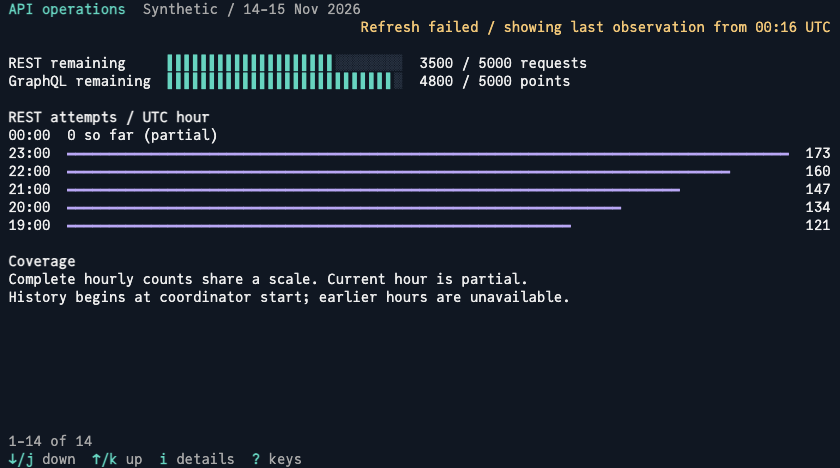 API operations  Synthetic / 14–15 Nov 2026
Refresh failed / showing last observation from 00:16 UTC
REST remaining  3500 / 5000 requests
GraphQL remaining  4800 / 5000 points
REST attempts / UTC hour
00:00  0 so far (partial)
23:00  173
22:00  160
21:00  147
20:00  134
19:00  121
Coverage
Complete hourly counts share a scale. Current hour is partial.
History begins at coordinator start; earlier hours are unavailable.
1–14 of 14
↓/j down  ↑/k up  i details  ? keys